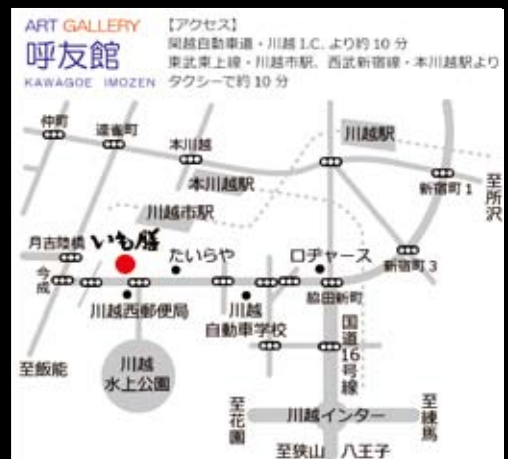 ART GALLERY
呼友館
KAWAGOE IMOZEN
【アクセス】
関越自動車道・川越 I.C. より約 10 分
東武東上線・川越市駅、西武新宿線・本川越駅より
タクシーで約 10 分
仲町
連雀町
本川越
川越駅
本川越駅
新宿町 1
至所沢
川越市駅
月吉陸橋
いも膳
たいらや
ロヂャース
新宿町 3
今成
川越西郵便局
川越
自動車学校
脇田新町
国道16号線
至飯能
川越
水上公園
至花園
川越インター
至練馬
至狭山
八王子